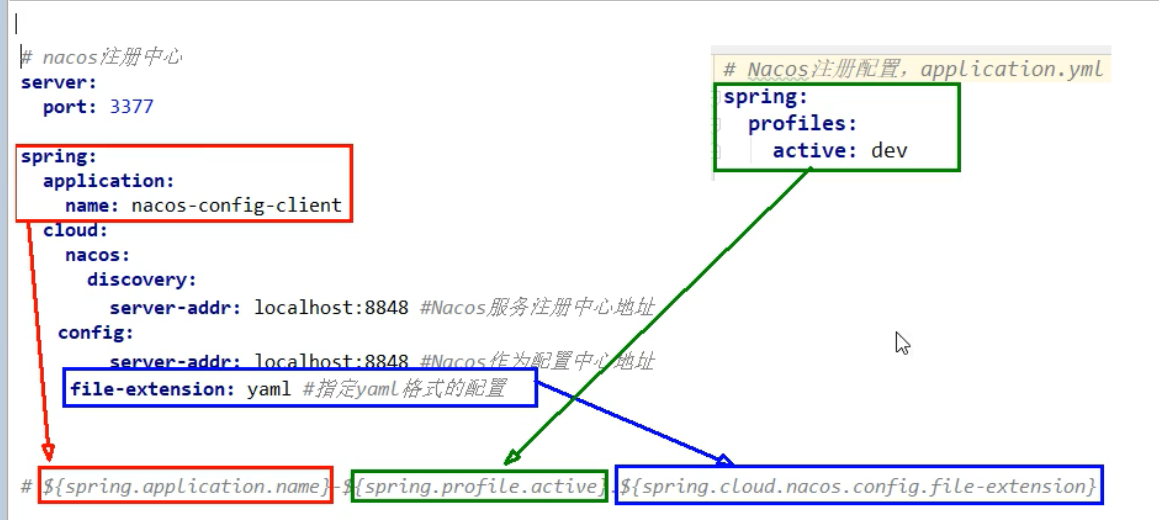 # nacos注册中心
server:
port: 3377
spring:
application:
name: nacos-config-client
cloud:
nacos:
discovery:
server-addr: localhost:8848 #Nacos服务注册中心地址
config:
server-addr: localhost:8848 #Nacos作为配置中心地址
file-extension: yaml #指定yaml格式的配置
# Nacos注册配置，application.yml
spring:
profiles:
active: dev
# ${spring.application.name}-${spring.profile.active}.${spring.cloud.nacos.config.file-extension}